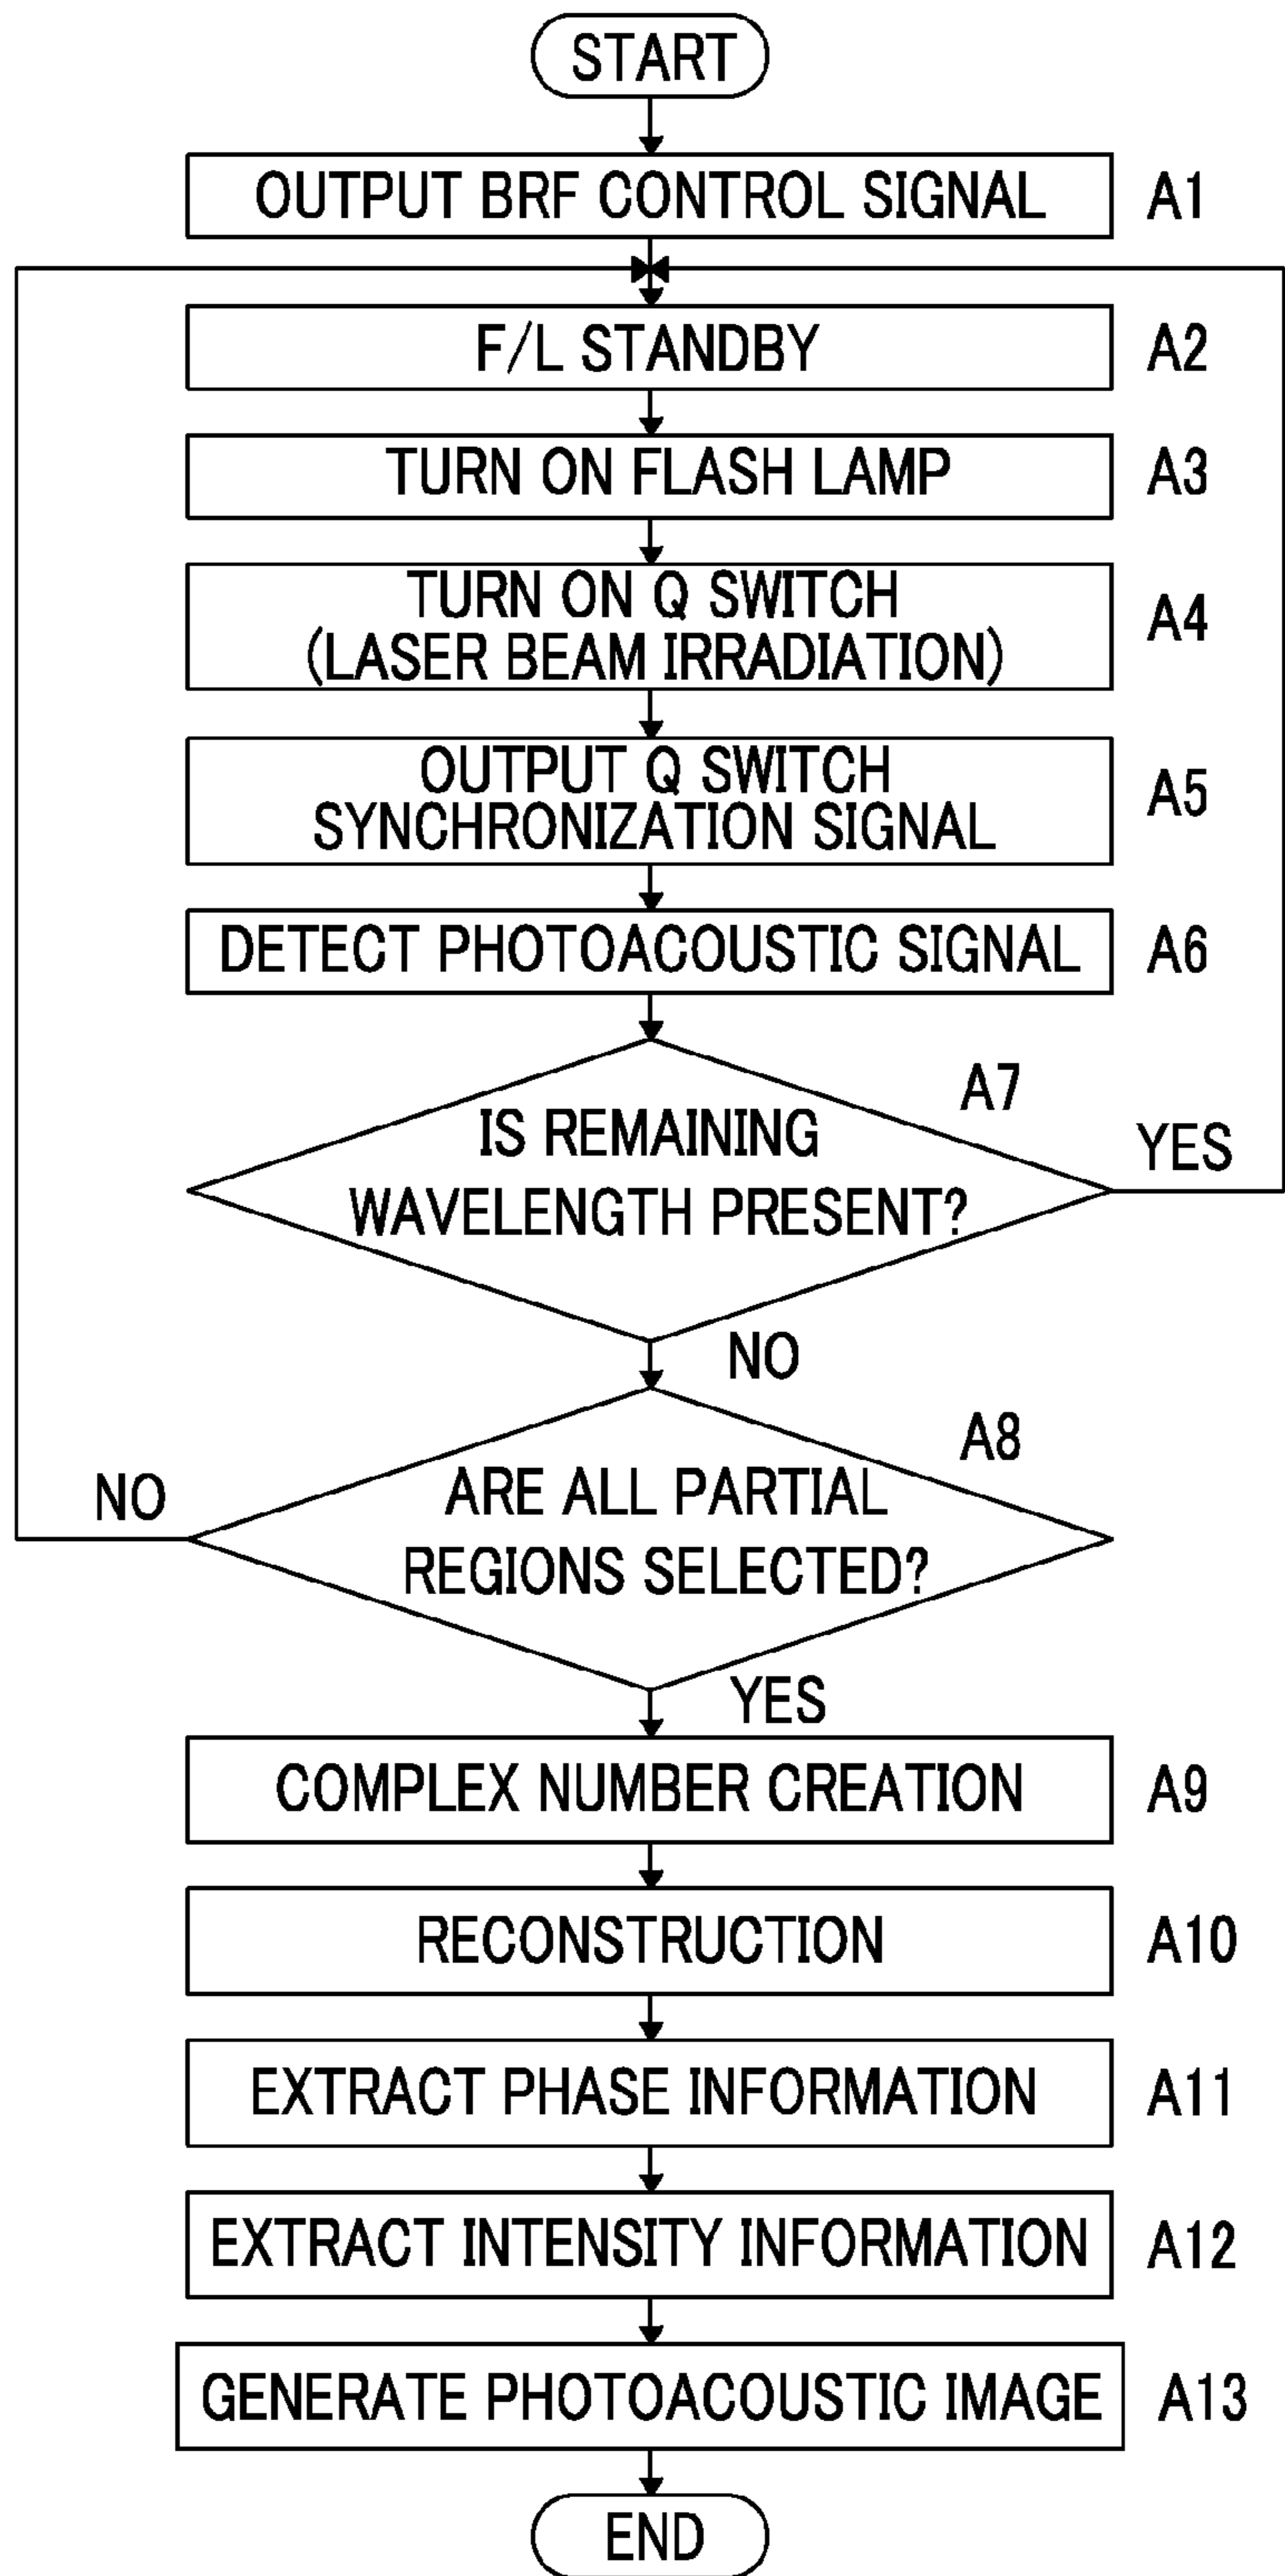 START
OUTPUT BRF CONTROL SIGNAL A1
F/L STANDBY A2
TURN ON FLASH LAMP A3
TURN ON Q SWITCH
(LASER BEAM IRRADIATION)
A4
OUTPUT Q SWITCH
SYNCHRONIZATION SIGNAL
A5
DETECT PHOTOACOUSTIC SIGNAL A6
A7
IS REMAINING
WAVELENGTH PRESENT?
YES
NO
A8
ARE ALL PARTIAL
REGIONS SELECTED?
NO
YES
COMPLEX NUMBER CREATION A9
RECONSTRUCTION A10
EXTRACT PHASE INFORMATION A11
EXTRACT INTENSITY INFORMATION A12
GENERATE PHOTOACOUSTIC IMAGE A13
END